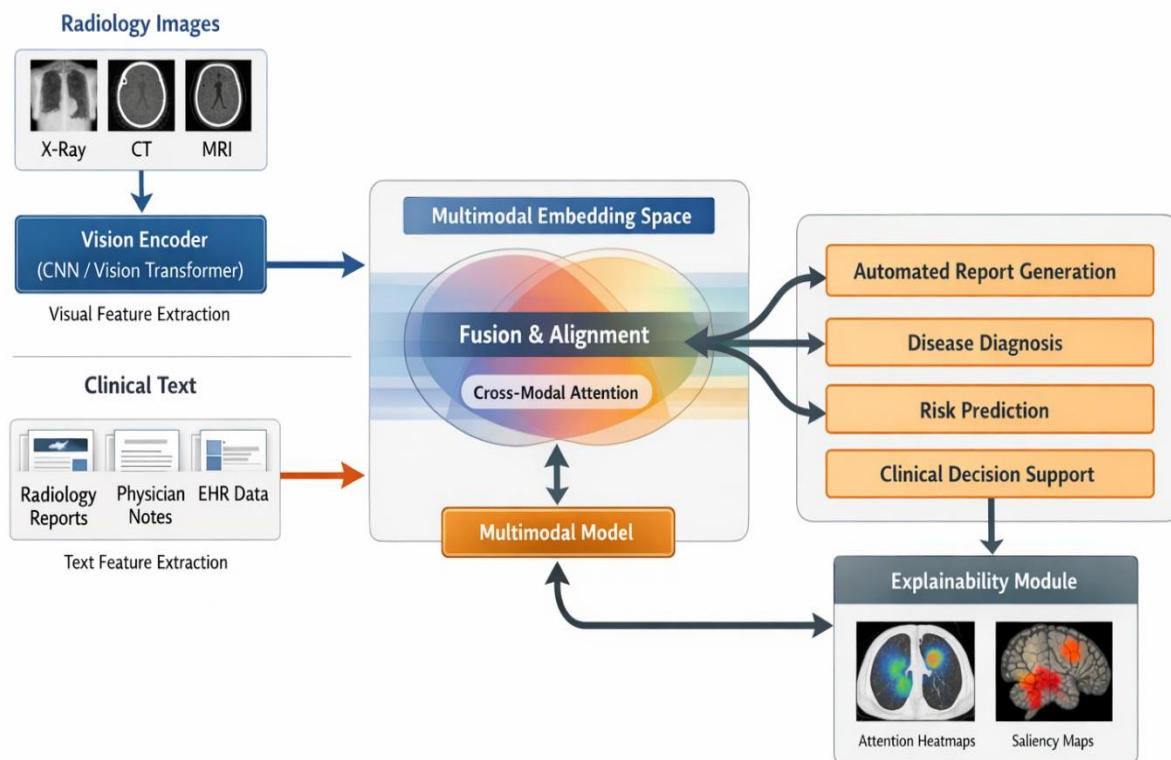 Radiology Images
X-Ray
CT
MRI
Vision Encoder
(CNN / Vision Transformer)
Visual Feature Extraction
Clinical Text
Radiology
Reports
Physician
Notes
EHR Data
Text Feature Extraction
Multimodal Embedding Space
Fusion & Alignment
Cross-Modal Attention
Multimodal Model
Automated Report Generation
Disease Diagnosis
Risk Prediction
Clinical Decision Support
Explainability Module
Attention Heatmaps
Saliency Maps